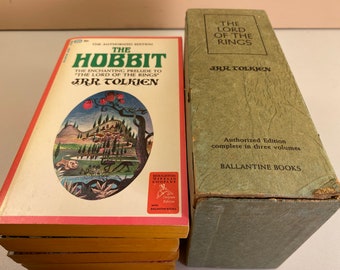 THE AUTHORIZED EDITION
THE
HOBBIT
THE ENCHANTING PRELUDE TO
"THE LORD OF THE RINGS"
J.R.R. TOLKIEN
THE LORD
OF THE
RINGS
J.R.R. TOLKIEN
Authorized Edition
complete in three volumes
BALLANTINE BOOKS